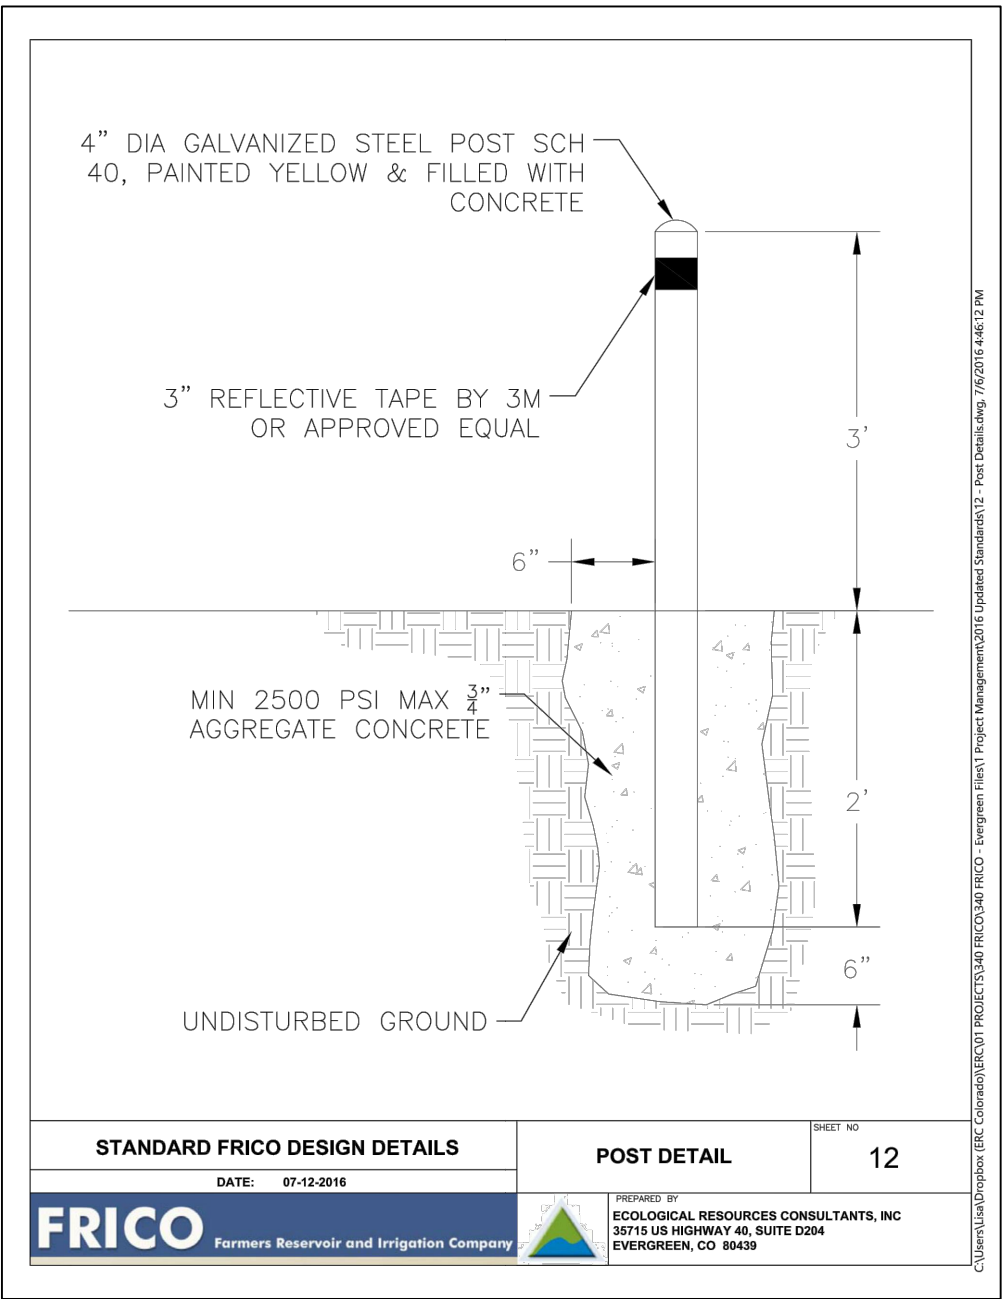 4” DIA GALVANIZED STEEL POST SCH
40, PAINTED YELLOW & FILLED WITH
CONCRETE
3” REFLECTIVE TAPE BY 3M
OR APPROVED EQUAL
3’
6”
MIN 2500 PSI MAX 3/4”
AGGREGATE CONCRETE
2’
6”
UNDISTURBED GROUND
C:\Users\Lisa\Dropbox (ERC Colorado)\ERC\01 PROJECTS\340 FRICO\340 FRICO - Evergreen Files\1 Project Management\2016 Updated Standards\12 - Post Details.dwg, 7/6/2016 4:46:12 PM
STANDARD FRICO DESIGN DETAILS
DATE: 07-12-2016
POST DETAIL
SHEET NO
12
FRICO Farmers Reservoir and Irrigation Company
PREPARED BY
ECOLOGICAL RESOURCES CONSULTANTS, INC
35715 US HIGHWAY 40, SUITE D204
EVERGREEN, CO 80439